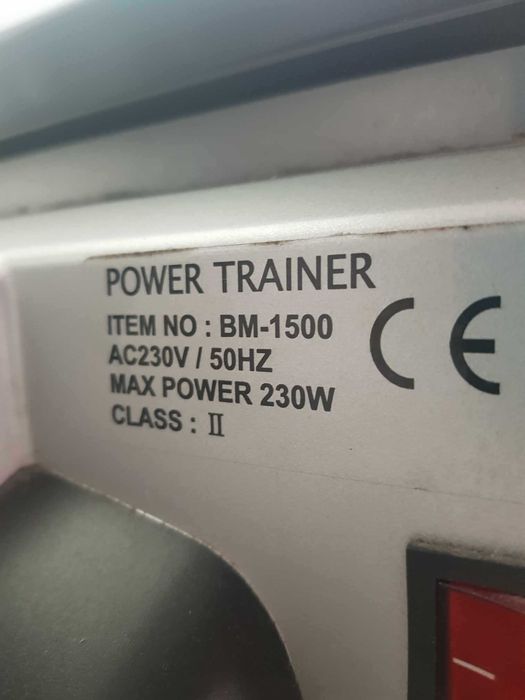 POWER TRAINER
ITEM NO : BM-1500
AC230V / 50HZ
MAX POWER 230W
CLASS : II
CE